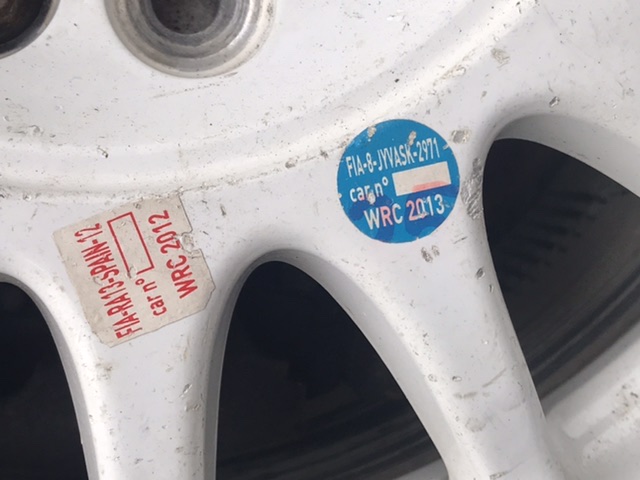 FIA-8-JYVASK-2971
car n°
WRC 2013
FIA-RA13-SPAIN-12
car n°
WRC 2012